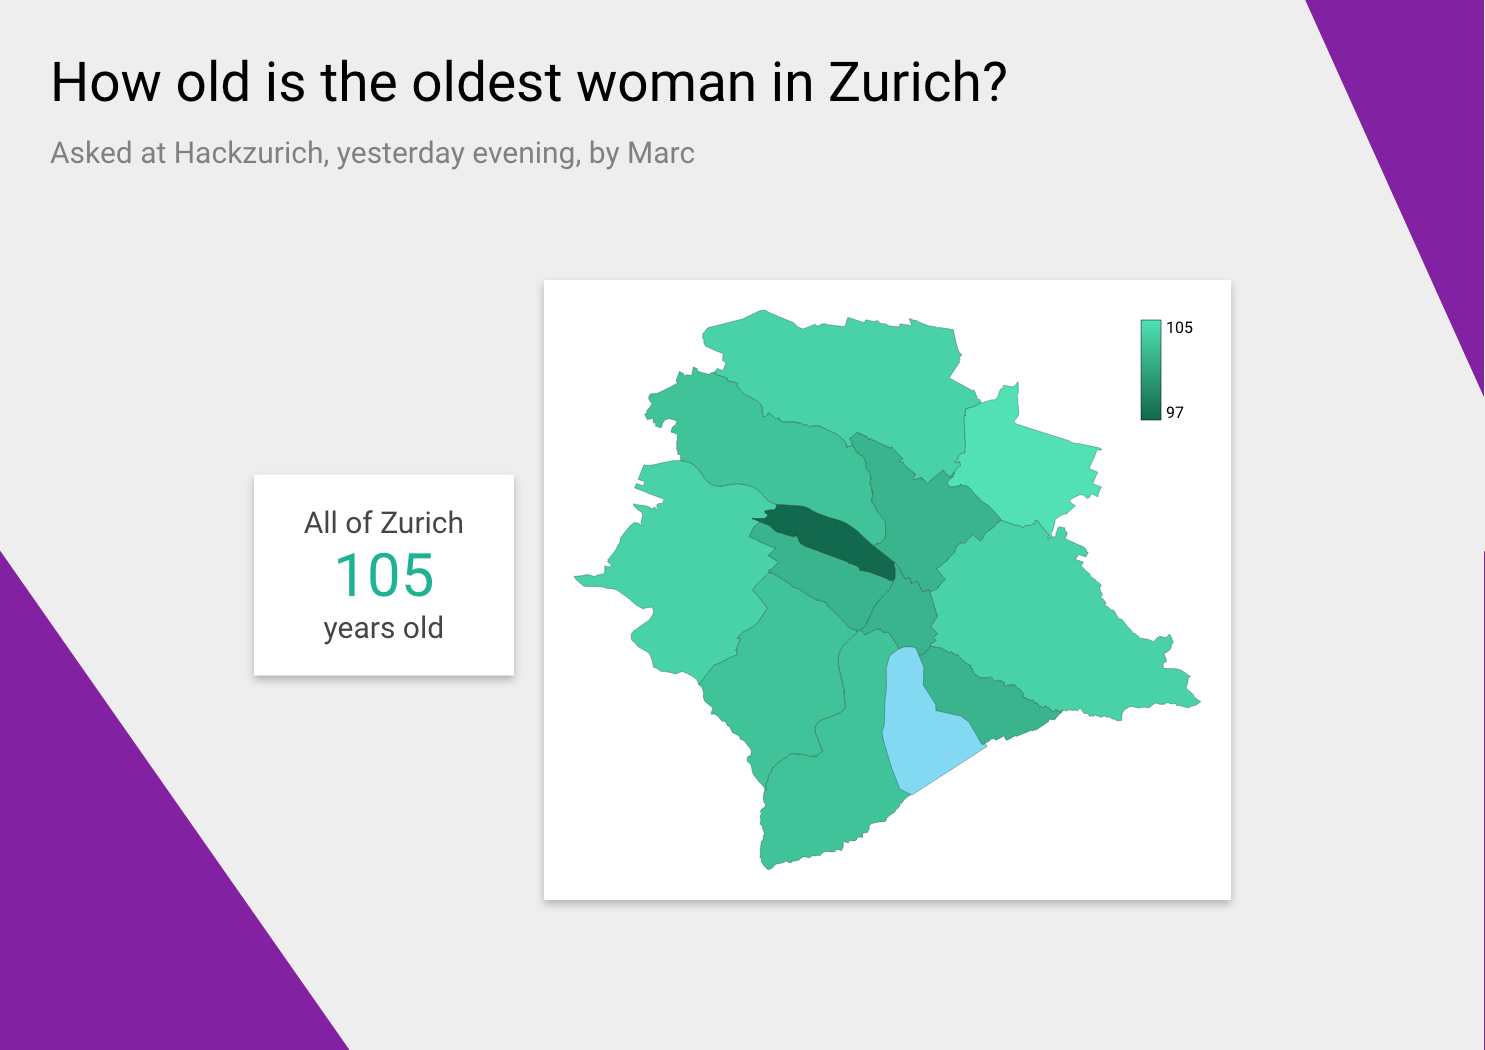 How old is the oldest woman in Zurich?
Asked at Hackzurich, yesterday evening, by Marc
105
97
All of Zurich
105
years old